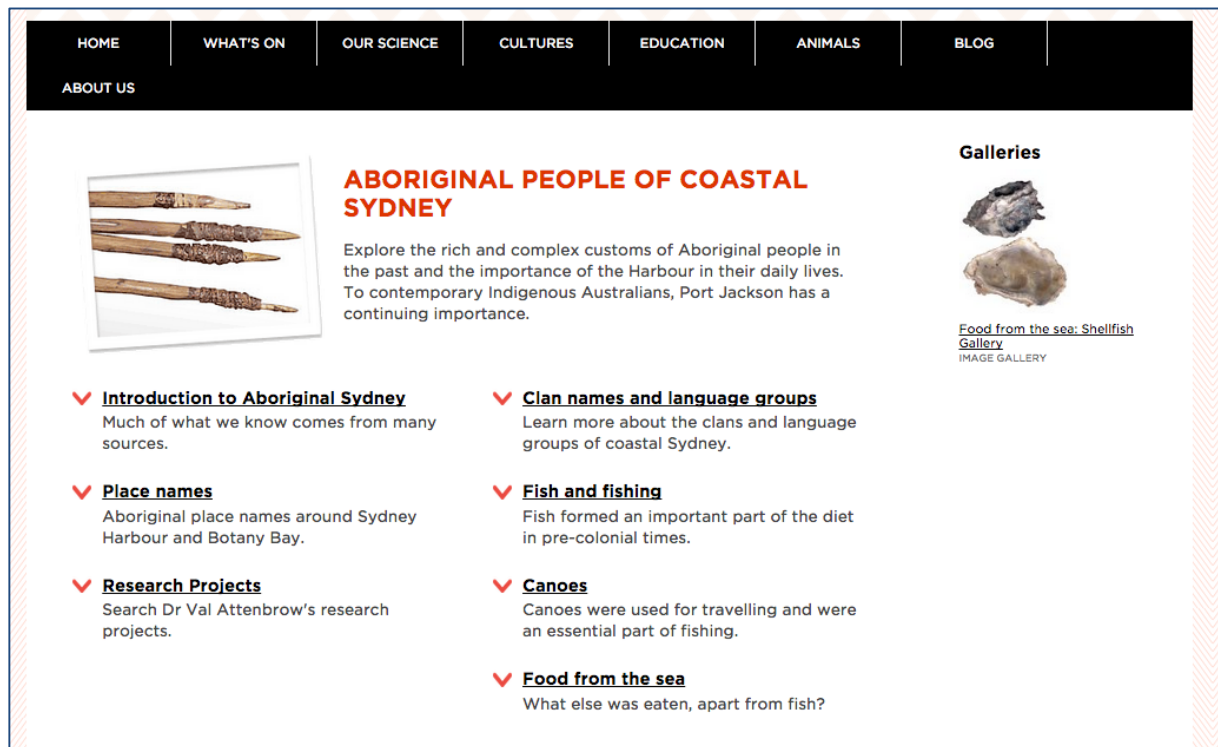 HOME
WHAT'S ON
OUR SCIENCE
CULTURES
EDUCATION
ANIMALS
BLOG
ABOUT US
ABORIGINAL PEOPLE OF COASTAL
SYDNEY
Explore the rich and complex customs of Aboriginal people in
the past and the importance of the Harbour in their daily lives.
To contemporary Indigenous Australians, Port Jackson has a
continuing importance.
Introduction to Aboriginal Sydney
Much of what we know comes from many
sources.
Place names
Aboriginal place names around Sydney
Harbour and Botany Bay.
Research Projects
Search Dr Val Attenbrow's research
projects.
Clan names and language groups
Learn more about the clans and language
groups of coastal Sydney.
Fish and fishing
Fish formed an important part of the diet
in pre-colonial times.
Canoes
Canoes were used for travelling and were
an essential part of fishing.
Food from the sea
What else was eaten, apart from fish?
Galleries
Food from the sea: Shellfish
Gallery
IMAGE GALLERY